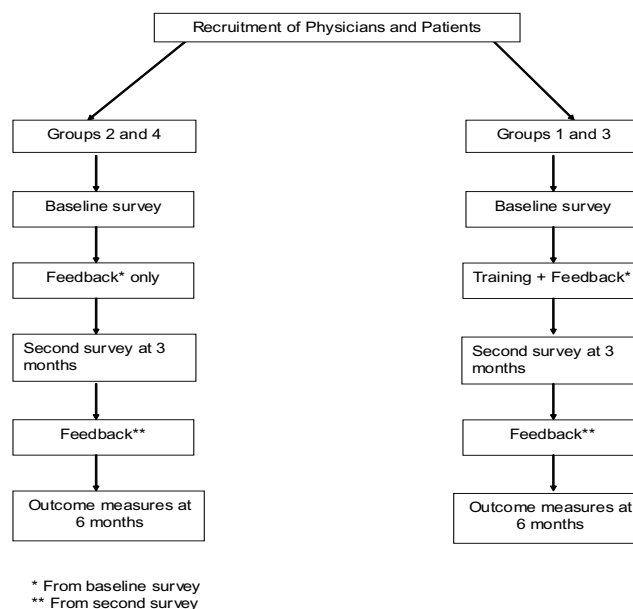 Recruitment of Physicians and Patients
Groups 2 and 4
Baseline survey
Feedback* only
Second survey at 3
months
Feedback**
Outcome measures at
6 months
Groups 1 and 3
Baseline survey
Training + Feedback*
Second survey at 3
months
Feedback**
Outcome measures at
6 months
* From baseline survey
** From second survey